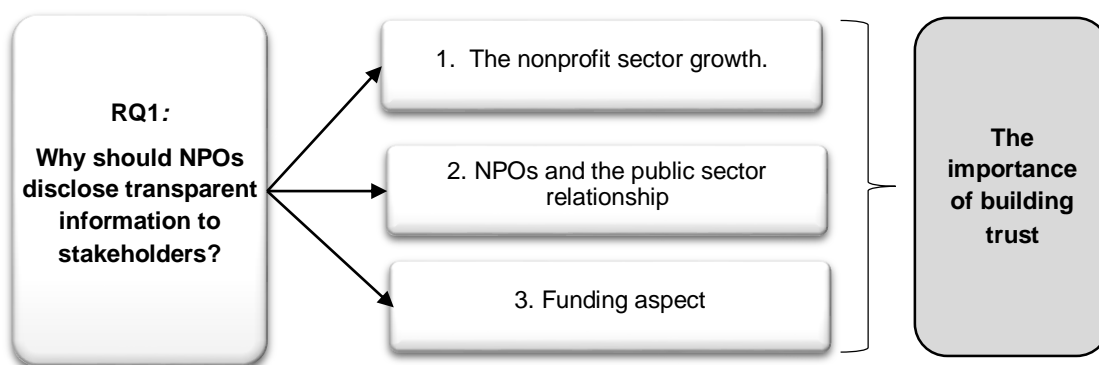 RQ1:
Why should NPOs
disclose transparent
information to
stakeholders?
1. The nonprofit sector growth.
2. NPOs and the public sector
relationship
3. Funding aspect
The
importance
of building
trust